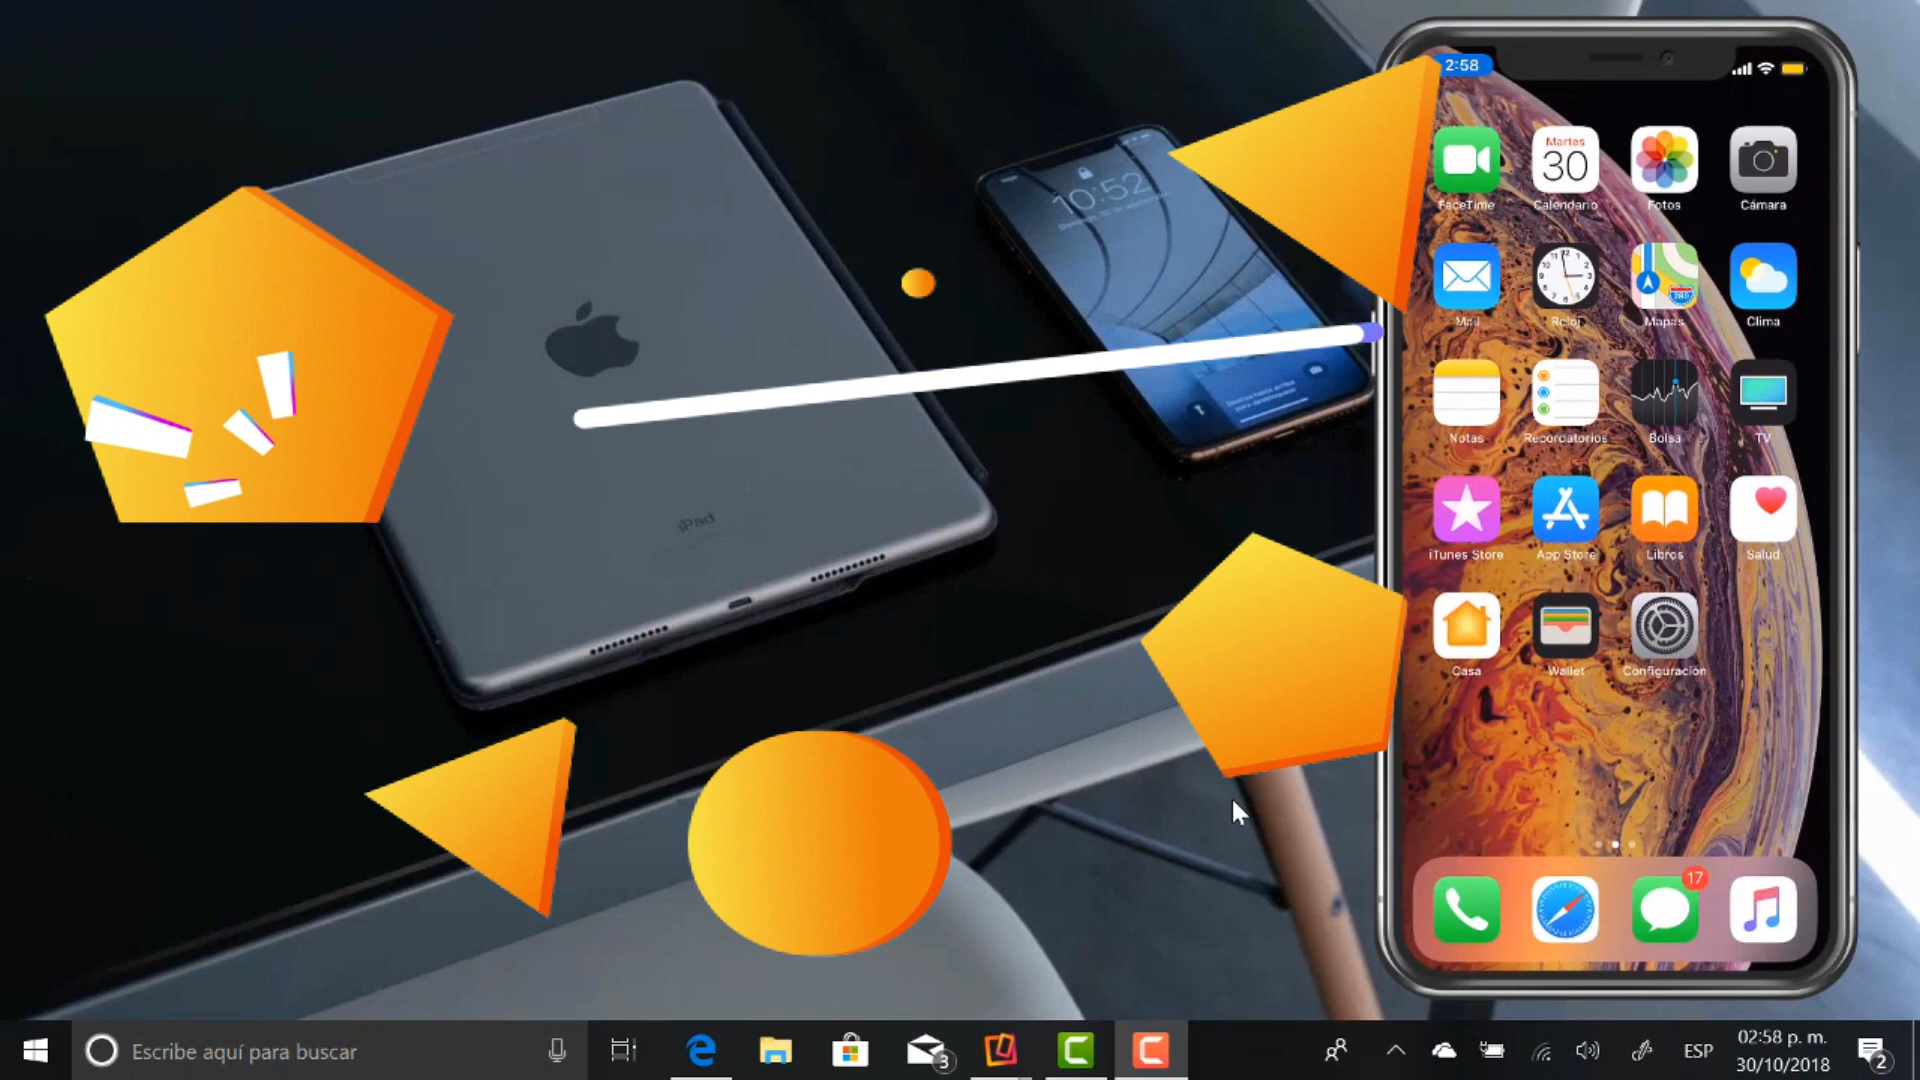 2:58
FaceTime
Martes
30
Calendario
Fotos
Cámara
Mail
Reloj
Mapas
Clima
Notas
Recordatorios
Bolsa
TV
iTunes Store
App Store
Libros
Salud
Casa
Wallet
Configuración
17
10:52
iPad
Escribe aquí para buscar
3
ESP
02:58 p. m.
30/10/2018
2